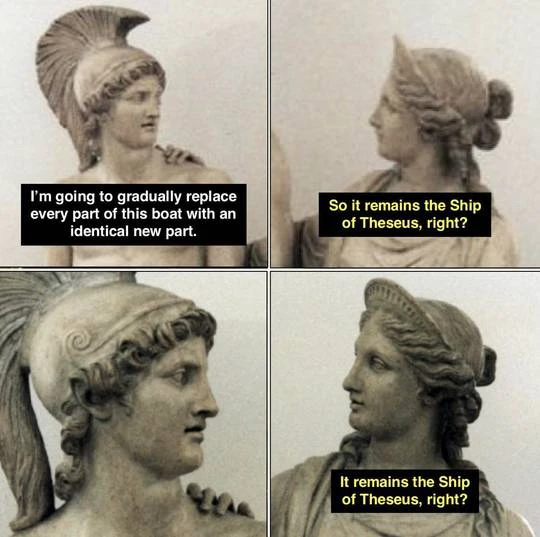 I'm going to gradually replace
every part of this boat with an
identical new part.
So it remains the Ship
of Theseus, right?
It remains the Ship
of Theseus, right?